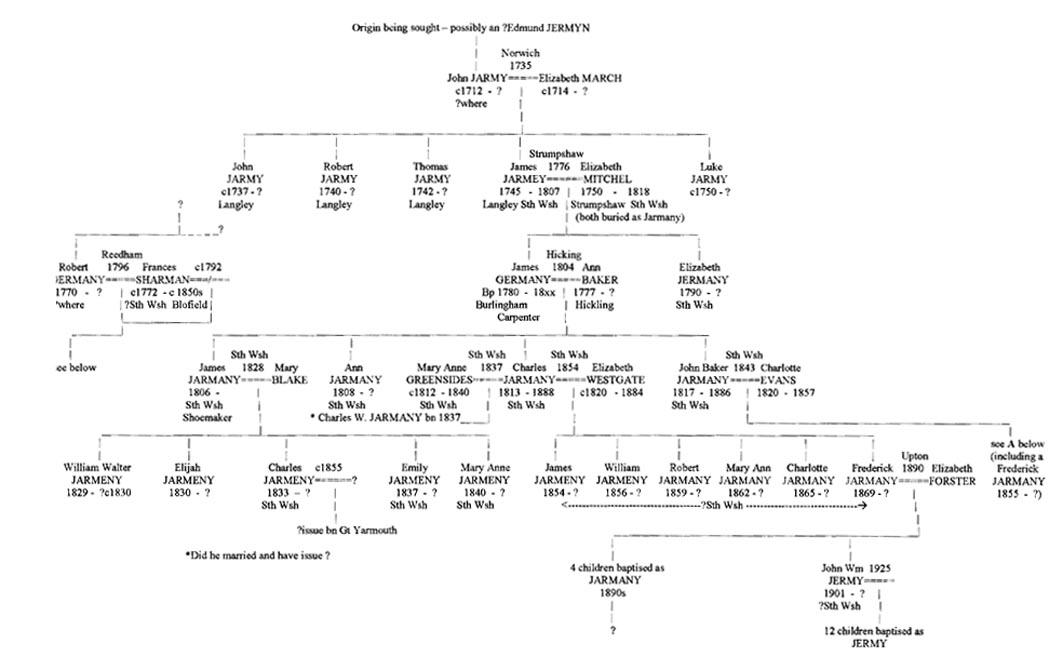 Origin being sought – possibly an ?Edmund JERMYN
Norwich
1735
John JARMY=====Elizabeth MARCH
c1712 - ? c1714 - ?
?where
Strumpshaw
John Robert Thomas James 1776 Elizabeth Luke
JARMY JARMY JARMY JARMEY=====MITCHEL JARMY
c1737 - ? 1740 - ? 1742 - ? 1745 - 1807 1750 - 1818 c1750 - ?
Langley Langley Langley Langley Sth Wsh Strumpshaw Sth Wsh
(both buried as Jarmany)
? ?
Reedham Hicking
Robert 1796 Frances c1792 James 1804 Ann Elizabeth
ERMANY=====SHARMAN===/--- GERMANY=====BAKER JERMANY
1770 - ? c1772 - c 1850s Bp 1780 - 18xx 1777 - ? 1790 - ?
?where ?Sth Wsh Blofield Burlingham Hickling Sth Wsh
Carpenter
ee below
Sth Wsh Sth Wsh Sth Wsh Sth Wsh
James 1828 Mary Ann Mary Anne 1837 Charles 1854 Elizabeth John Baker 1843 Charlotte
JARMANY=====BLAKE JARMANY GREENSIDES=====JARMANY=====WESTGATE JARMANY=====EVANS
1806 - 1808 - ? c1812 - 1840 1813 - 1888 c1820 - 1884 1817 - 1886 1820 - 1857
Sth Wsh Sth Wsh Sth Wsh Sth Wsh Sth Wsh
Shoemaker * Charles W. JARMANY bn 1837
see A below
(including a
Frederick
JARMANY
1855 - ?)
Upton
William Walter Elijah Charles c1855 Emily Mary Anne James William Robert Mary Ann Charlotte Frederick 1890 Elizabeth
JARMENY JARMENY JARMENY=====? JARMENY JARMENY JARMENY JARMENY JARMANY JARMANY JARMANY JARMANY=====FORSTER
1829 - ?c1830 1830 - ? 1833 – ? 1837 - ? 1840 - ? 1854 - ? 1856 - ? 1859 - ? 1862 - ? 1865 - ? 1869 - ?
Sth Wsh Sth Wsh Sth Wsh <--------------------?Sth Wsh -------------------->
?issue bn Gt Yarmouth
*Did he married and have issue ?
4 children baptised as John Wm 1925
JARMANY JERMY=====
1890s 1901 - ?
?Sth Wsh
? 12 children baptised as
JERMY